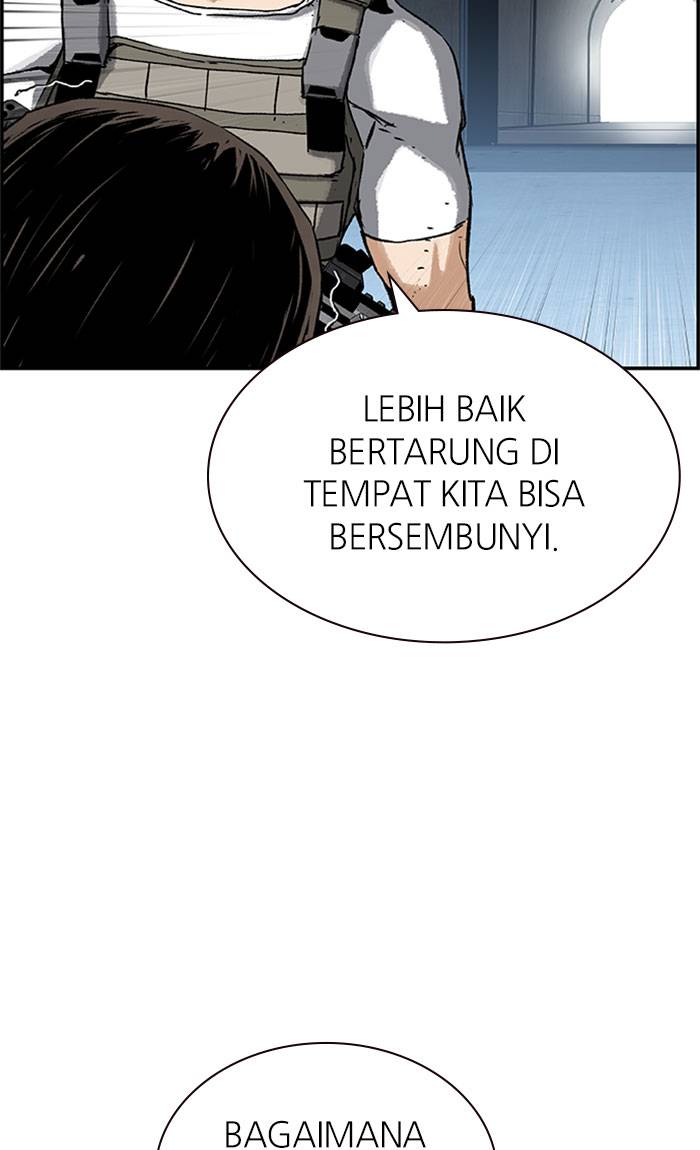 LEBIH BAIK
BERTARUNG DI
TEMPAT KITA BISA
BERSEMBUNYI.
BAGAIMANA